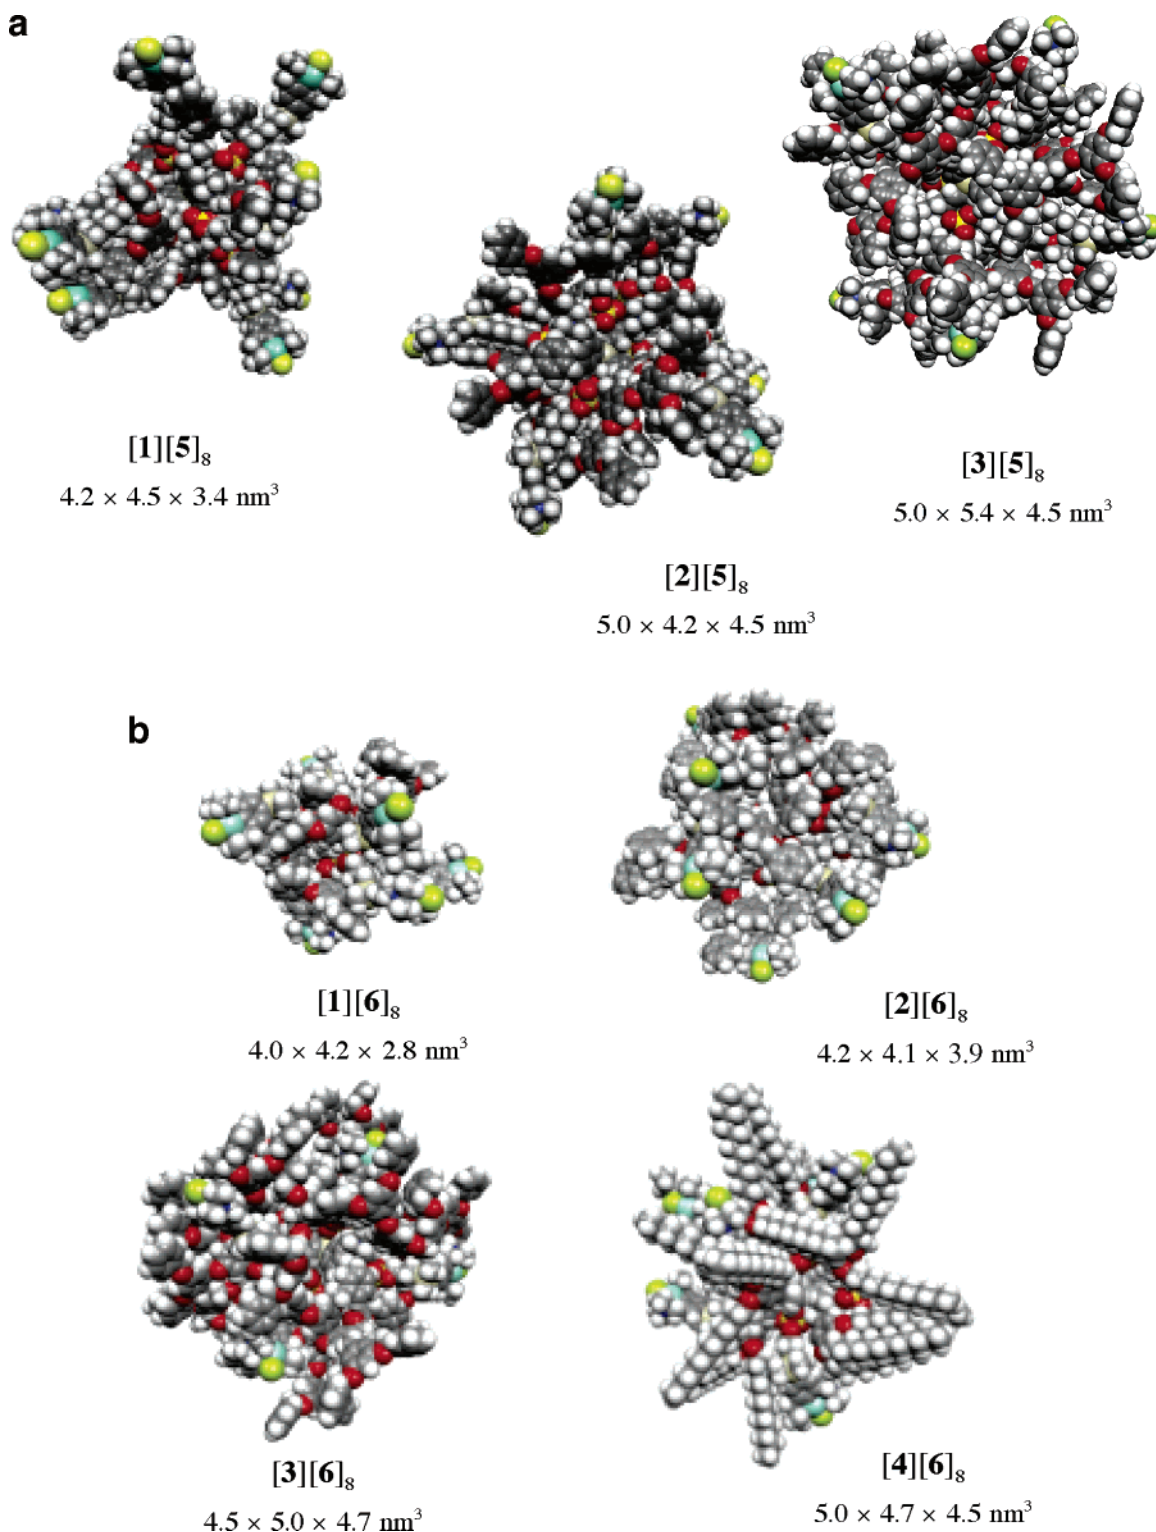 a
[1][5]₈
4.2 × 4.5 × 3.4 nm³
[3][5]₈
5.0 × 5.4 × 4.5 nm³
[2][5]₈
5.0 × 4.2 × 4.5 nm³
b
[1][6]₈
4.0 × 4.2 × 2.8 nm³
[2][6]₈
4.2 × 4.1 × 3.9 nm³
[3][6]₈
4.5 × 5.0 × 4.7 nm³
[4][6]₈
5.0 × 4.7 × 4.5 nm³